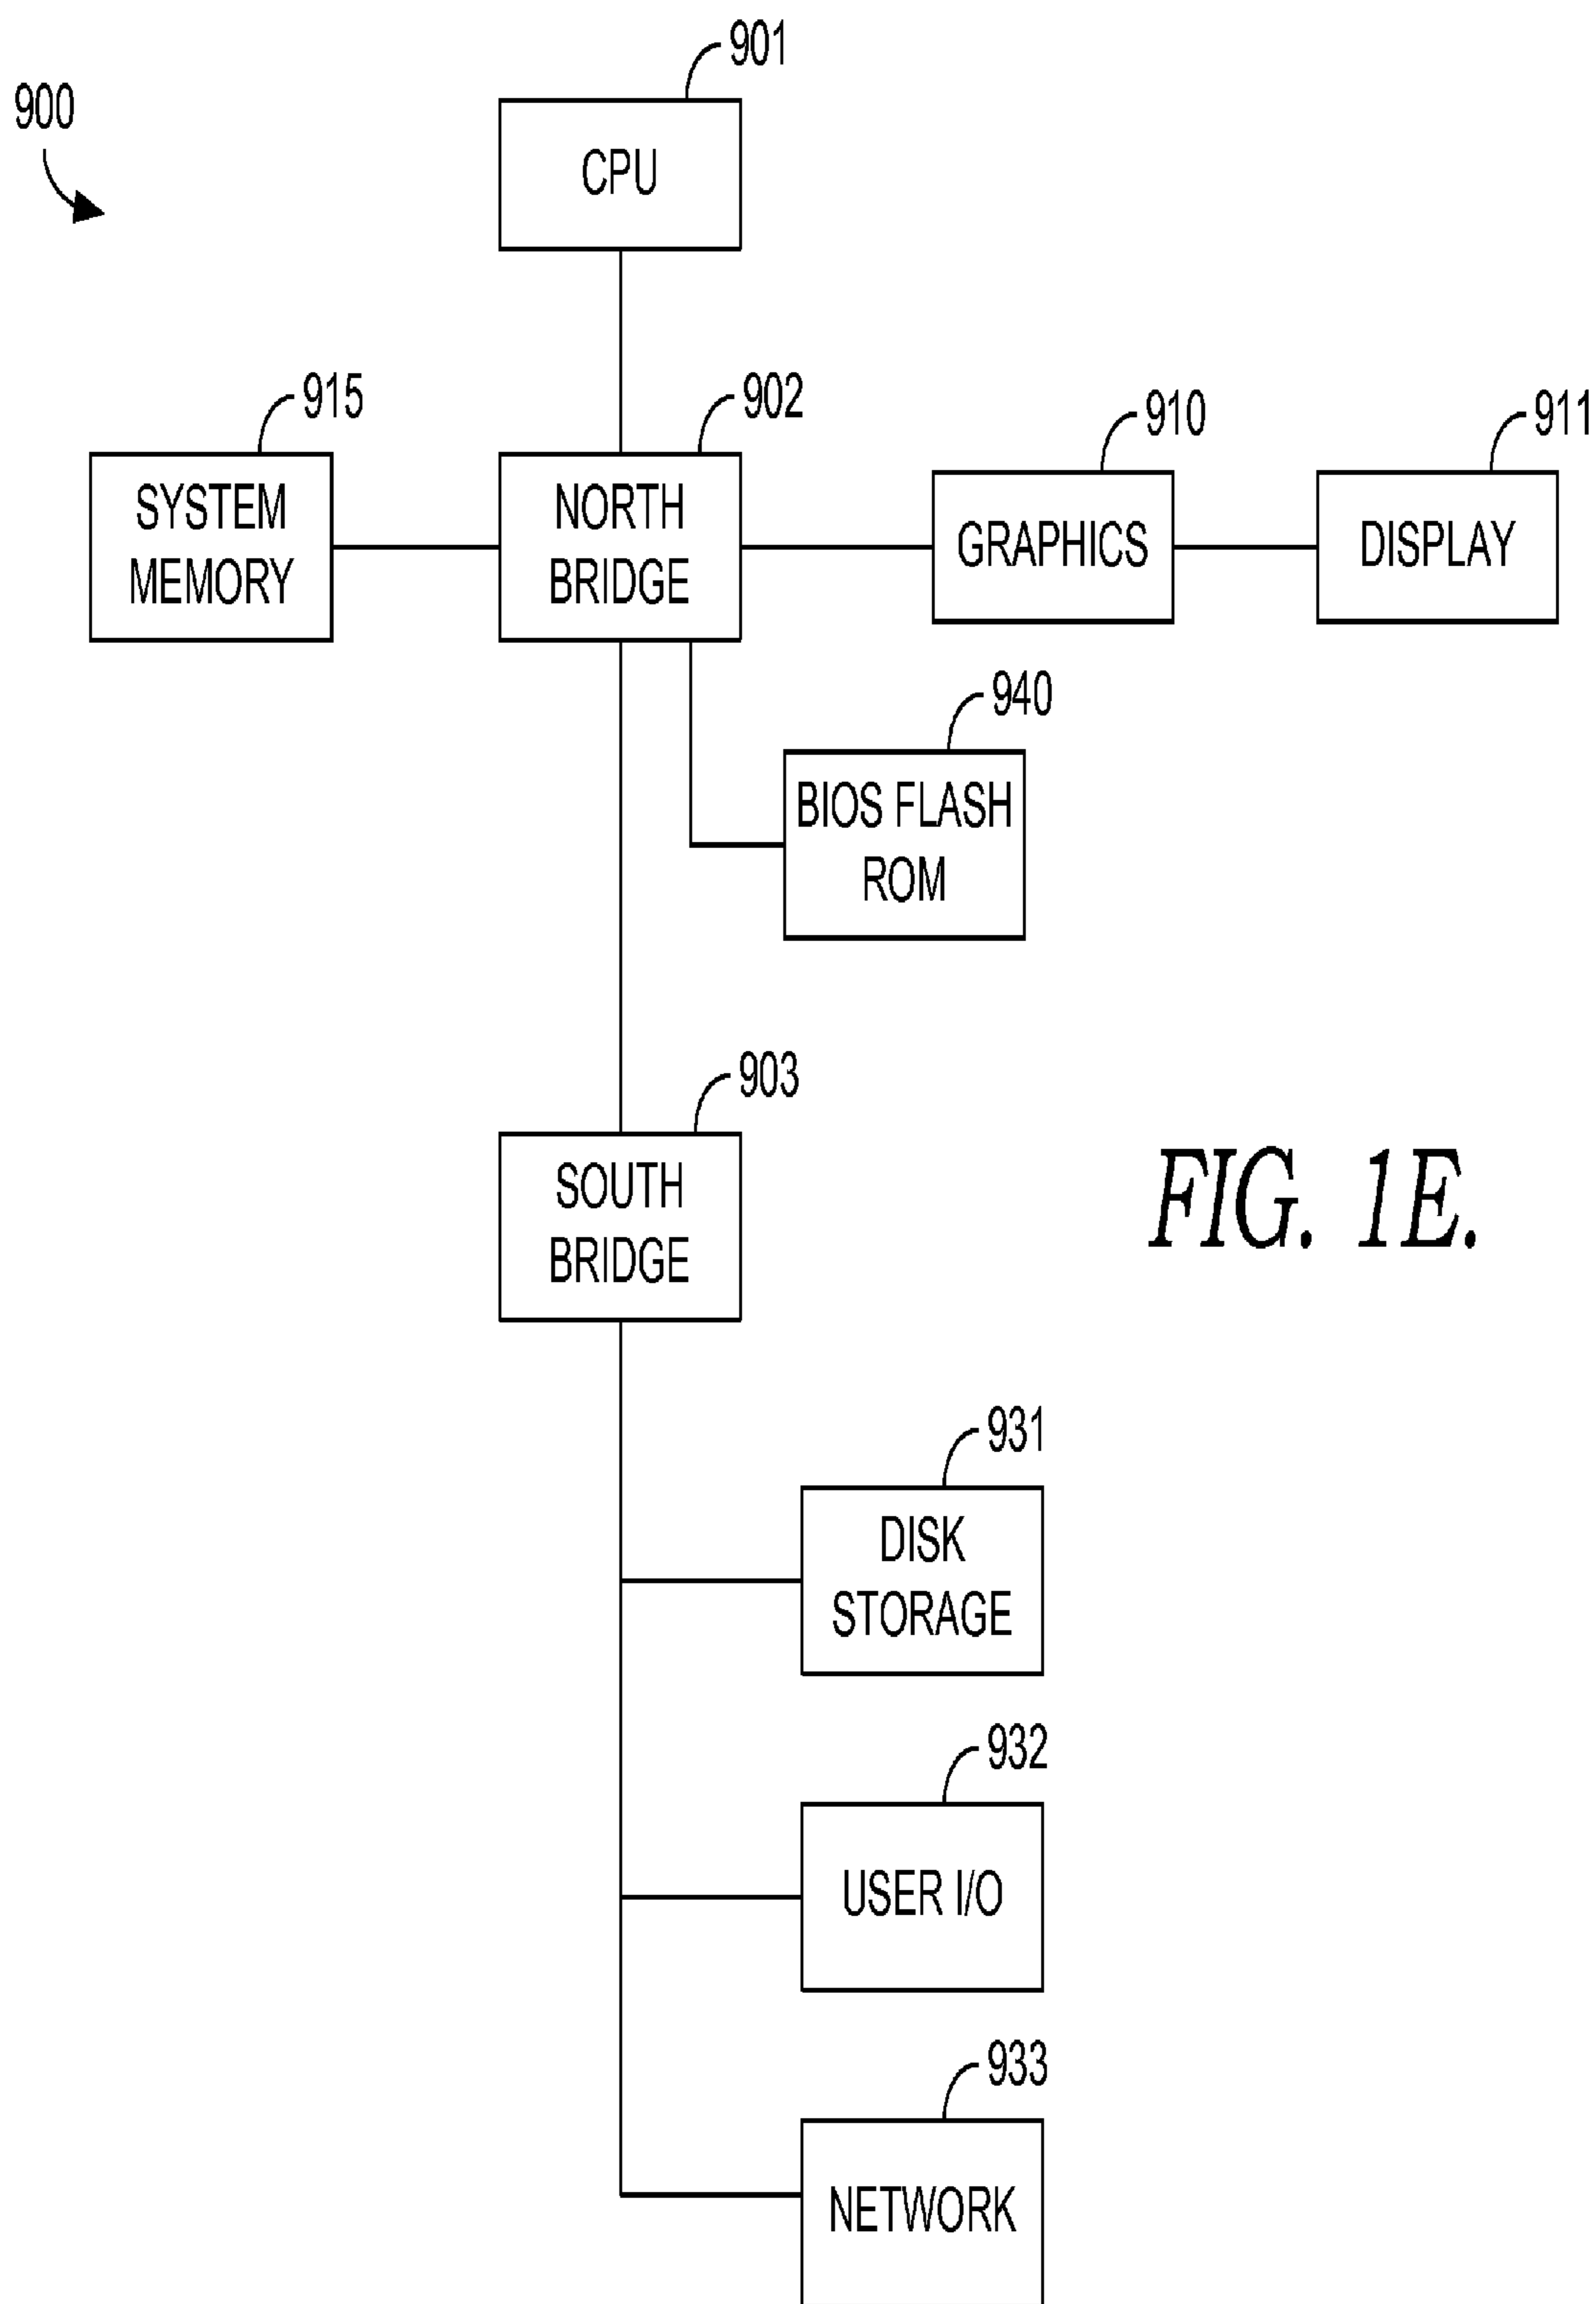 901
900
CPU
915
902
910
911
SYSTEM
MEMORY
NORTH
BRIDGE
GRAPHICS
DISPLAY
940
BIOS FLASH
ROM
903
SOUTH
BRIDGE
FIG. 1E.
931
DISK
STORAGE
932
USER I/O
933
NETWORK